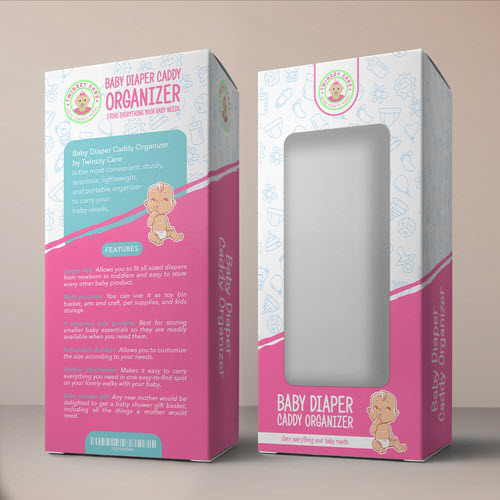 TWINZZY CARE
BABY DIAPER CADDY
ORGANIZER
STORE EVERYTHING YOUR BABY NEEDS
Baby Diaper Caddy Organizer
by Twinzzy Care
is the most convenient, sturdy,
spacious, lightweight,
and portable organizer
to carry your
baby needs.
FEATURES
Allows you to fit all sized diapers
from newborn to toddlers and easy to store
every other baby product.
You can use it as toy bin
basket, arts and craft, pet supplies, and kids
storage.
Best for storing
smaller baby essentials so they are readily
available when you need them.
Allows you to customize
the size according to your needs.
Makes it easy to carry
everything you need in one easy-to-find spot
on your lovely walks with your baby.
Baby shower gift: Any new mother would be
delighted to get a baby shower gift basket,
including all the things a mother would
need.
Baby Diaper
Caddy Organizer
BABY DIAPER
CADDY ORGANIZER
store everything your baby needs
Baby Diaper
Caddy Organizer